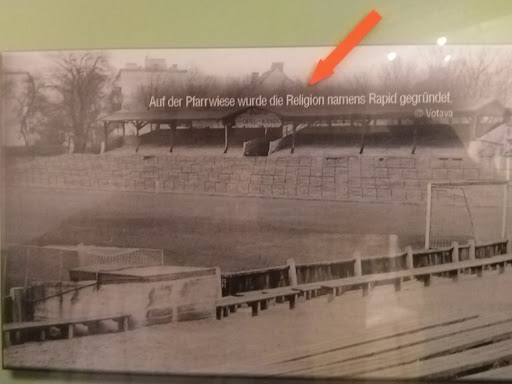 Auf der Pfarrwiese wurde die Religion namens Rapid gegründet.
© Votava